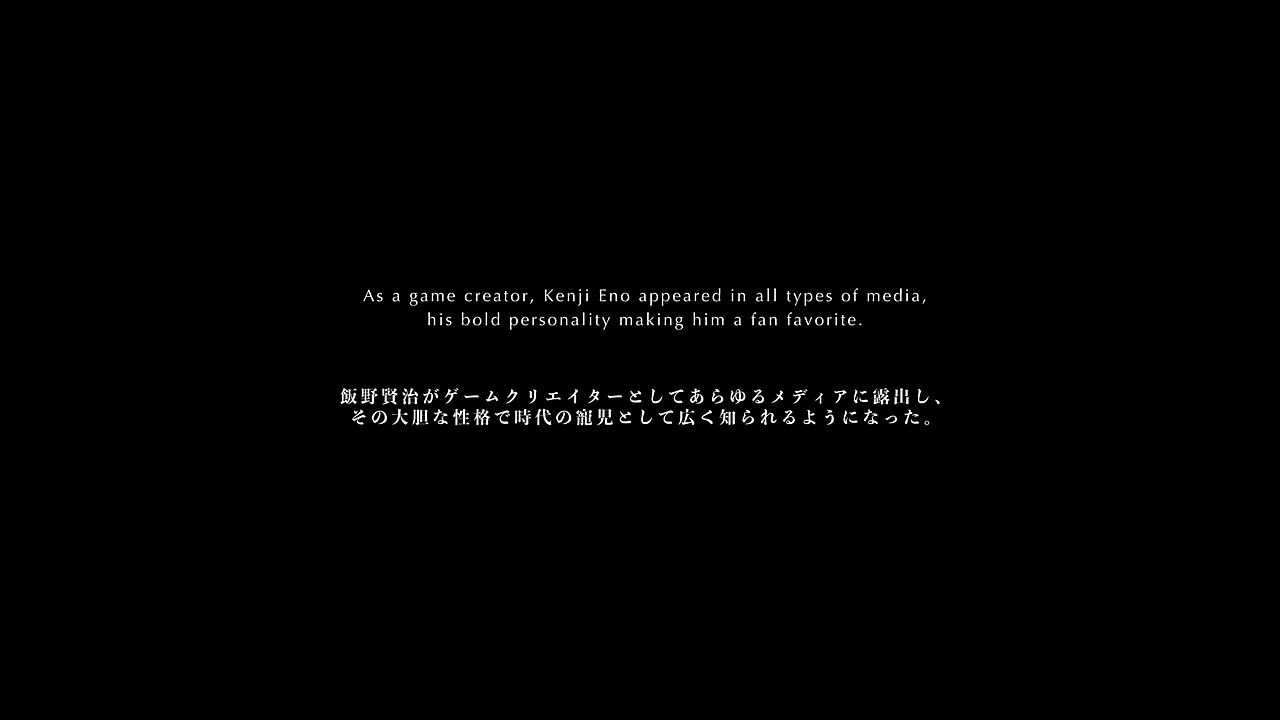 As a game creator, Kenji Eno appeared in all types of media,
his bold personality making him a fan favorite.
飯野賢治がゲームクリエイターとしてあらゆるメディアに露出し、
その大胆な性格で時代の寵児として広く知られるようになった。